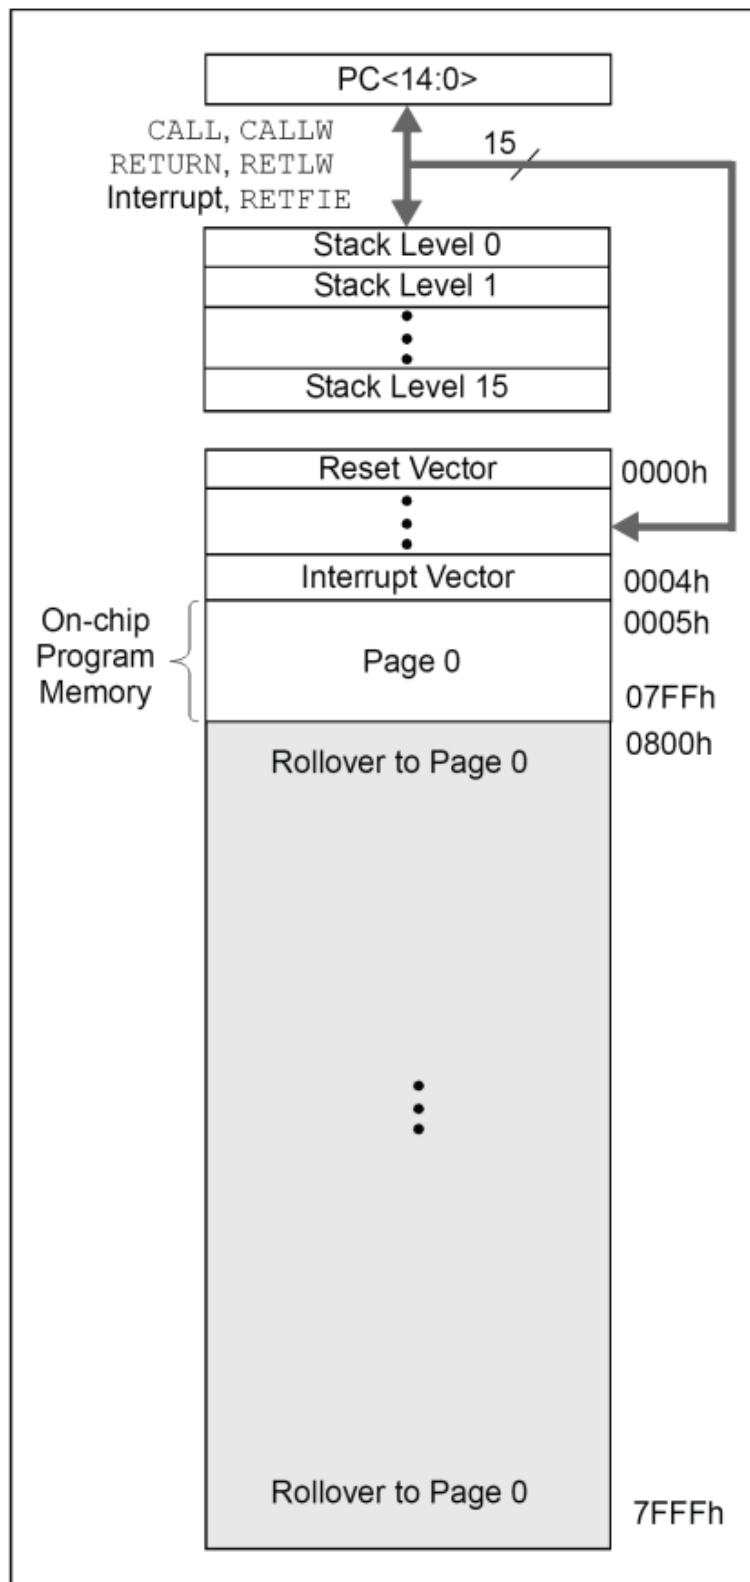 PC<14:0>
CALL, CALLW
RETURN, RETLW
Interrupt, RETFIE
15
Stack Level 0
Stack Level 1
Stack Level 15
Reset Vector
0000h
Interrupt Vector
0004h
On-chip
Program
Memory
Page 0
0005h
07FFh
0800h
Rollover to Page 0
Rollover to Page 0
7FFFh